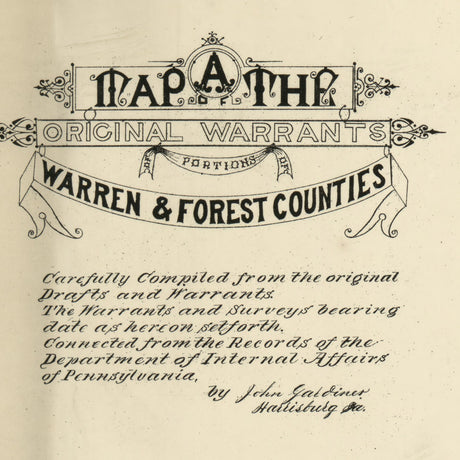 MAP A THE
OF
ORIGINAL WARRANTS
OF PORTIONS OF
WARREN & FOREST COUNTIES
Carefully Compiled from the original
Drafts and Warrants.
The Warrants and Surveys bearing
date as hereon setforth.
Connected from the Records of the
Department of Internal Affairs
of Pennsylvania,
by John Gardiner
Harrisburg Pa.